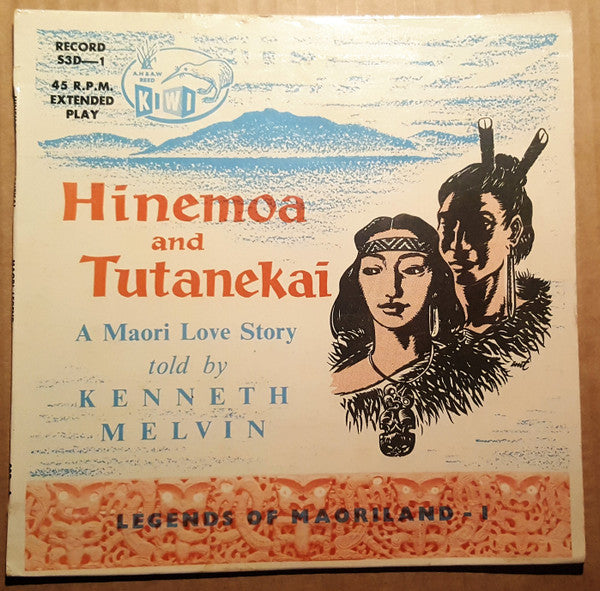 RECORD
S3D—1
45 R.P.M.
EXTENDED
PLAY
A.H & A.W
REED
KIWI
Hinemoa
and
Tutanekai
A Maori Love Story
told by
KENNETH
MELVIN
LEGENDS OF MAORILAND - 1